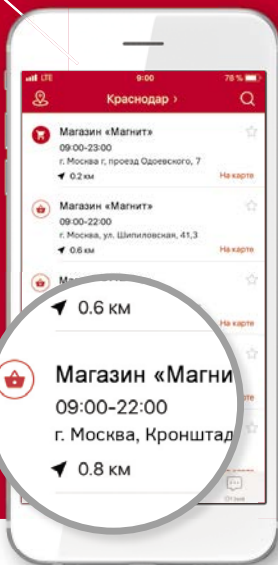 LTE 9:00 78 %
Краснодар ›
Магазин «Магнит»
09:00-23:00
г. Москва г, проезд Одоевского, 7
0.2 км На карте
Магазин «Магнит»
09:00-22:00
г. Москва, ул. Шипиловская, 41,3
0.6 км На карте
0.6 км
На карте
Магазин «Магни
09:00-22:00
г. Москва, Кронштад
0.8 км
Отзыв